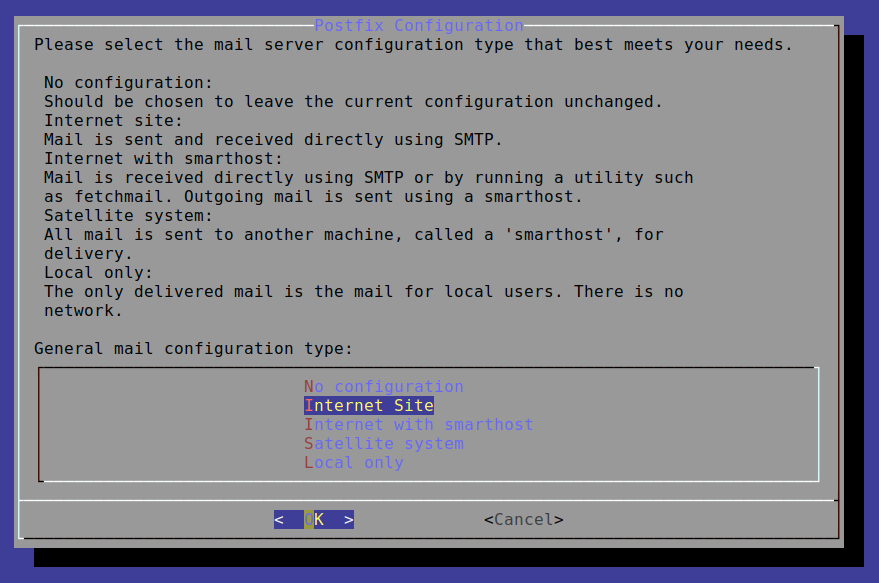 Postfix Configuration
Please select the mail server configuration type that best meets your needs.
No configuration:
Should be chosen to leave the current configuration unchanged.
Internet site:
Mail is sent and received directly using SMTP.
Internet with smarthost:
Mail is received directly using SMTP or by running a utility such
as fetchmail. Outgoing mail is sent using a smarthost.
Satellite system:
All mail is sent to another machine, called a 'smarthost', for
delivery.
Local only:
The only delivered mail is the mail for local users. There is no
network.
General mail configuration type:
No configuration
Internet Site
Internet with smarthost
Satellite system
Local only
<  OK  > <Cancel>